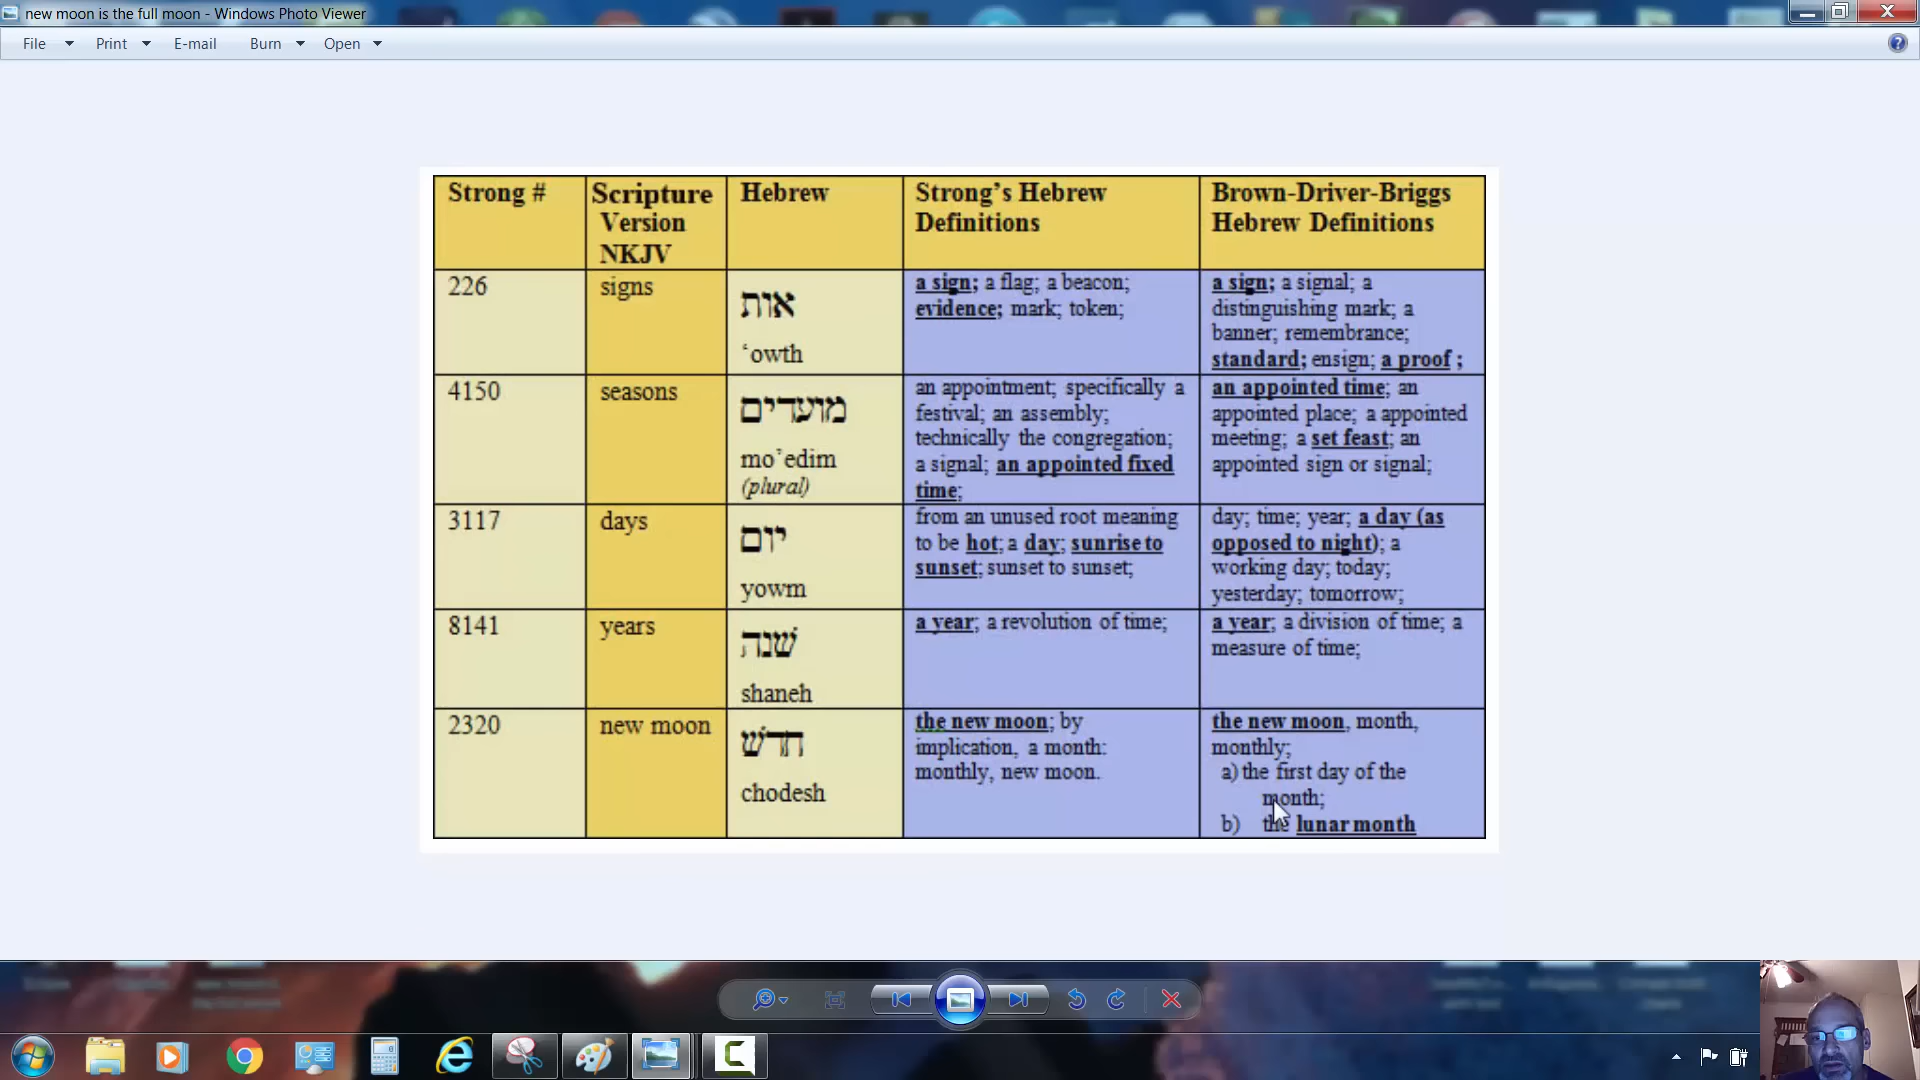 new moon is the full moon - Windows Photo Viewer
File Print E-mail Burn Open
Strong #
Scripture
Version
NKJV
Hebrew
Strong's Hebrew
Definitions
Brown-Driver-Briggs
Hebrew Definitions
226
signs
אות
‘owth
a sign; a flag; a beacon;
evidence; mark; token;
a sign; a signal; a
distinguishing mark; a
banner; remembrance;
standard; ensign; a proof ;
4150
seasons
מועדים
mo’edim
(plural)
an appointment; specifically a
festival; an assembly;
technically the congregation;
a signal; an appointed fixed
time;
an appointed time; an
appointed place; a appointed
meeting; a set feast; an
appointed sign or signal;
3117
days
יום
yowm
from an unused root meaning
to be hot; a day; sunrise to
sunset; sunset to sunset;
day; time; year; a day (as
opposed to night); a
working day; today;
yesterday; tomorrow;
8141
years
שׁנה
shaneh
a year; a revolution of time;
a year; a division of time; a
measure of time;
2320
new moon
חדשׁ
chodesh
the new moon; by
implication, a month:
monthly, new moon.
the new moon, month,
monthly;
a) the first day of the
month;
b) the lunar month